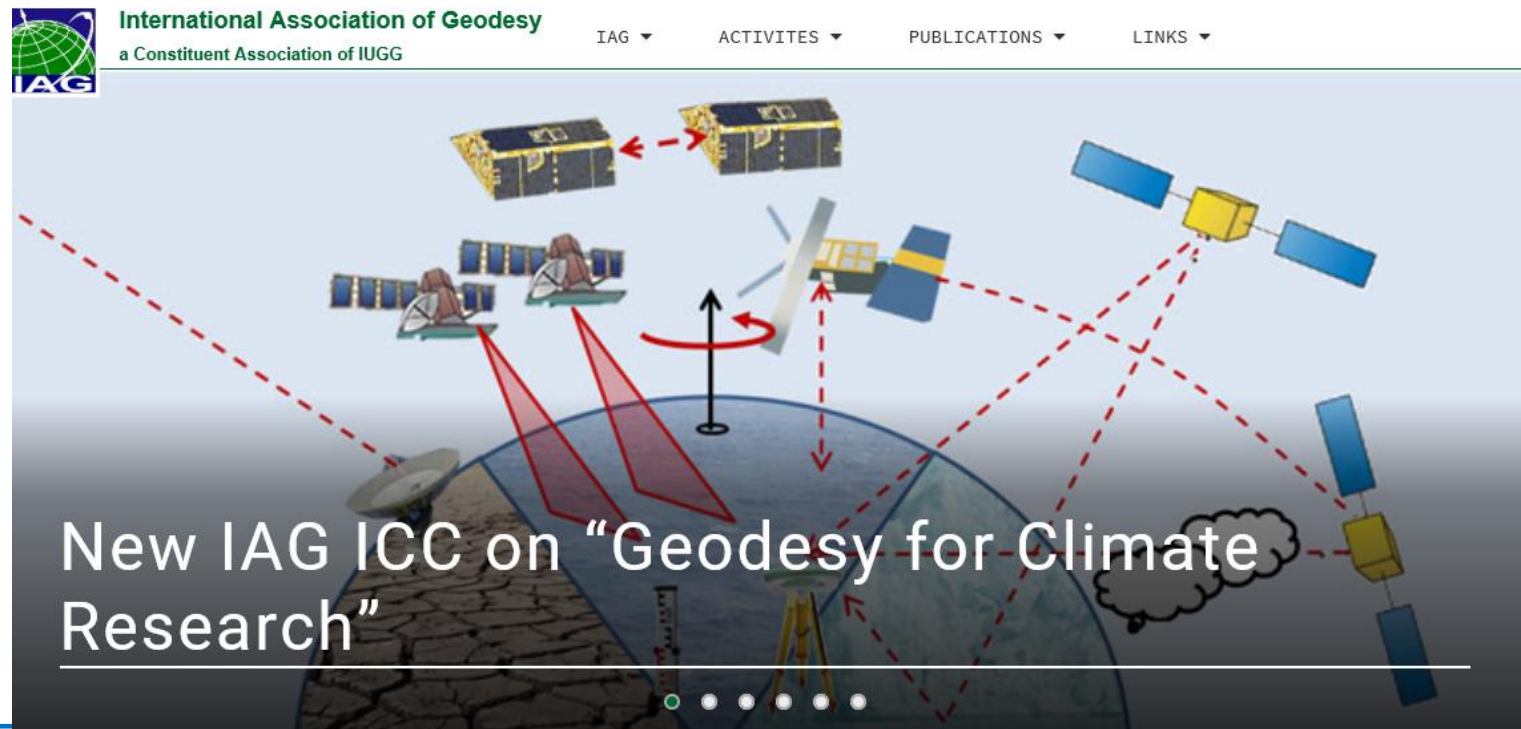 International Association of Geodesy
a Constituent Association of IUGG
IAG
IAG
ACTIVITES
PUBLICATIONS
LINKS
New IAG ICC on “Geodesy for Climate
Research”